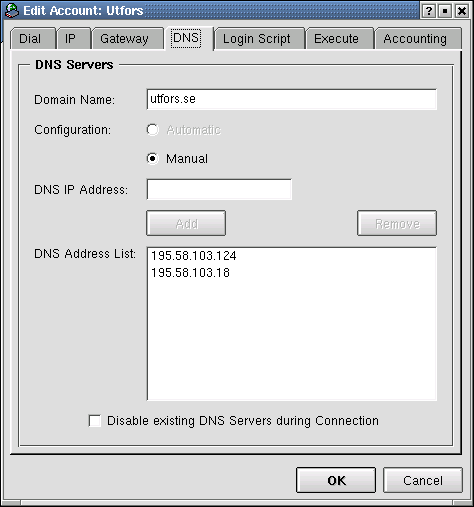 Edit Account: Utfors
Dial IP Gateway DNS Login Script Execute Accounting
DNS Servers
Domain Name: utfors.se
Configuration: Automatic
Manual
DNS IP Address:
Add Remove
DNS Address List: 195.58.103.124
195.58.103.18
Disable existing DNS Servers during Connection
OK Cancel